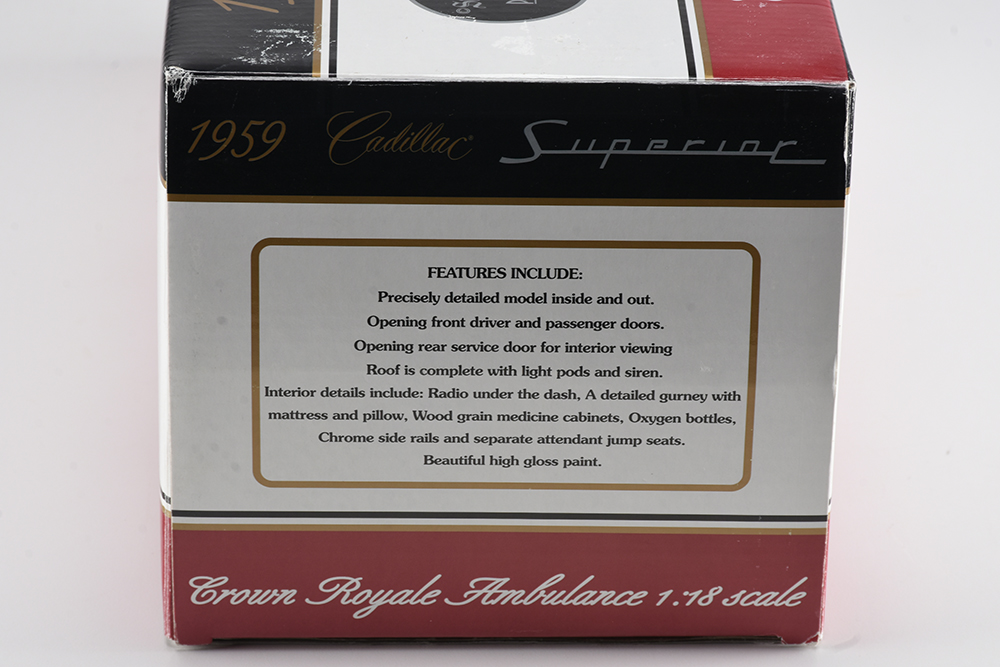 1959 Cadillac® Superior
FEATURES INCLUDE:
Precisely detailed model inside and out.
Opening front driver and passenger doors.
Opening rear service door for interior viewing
Roof is complete with light pods and siren.
Interior details include: Radio under the dash, A detailed gurney with
mattress and pillow, Wood grain medicine cabinets, Oxygen bottles,
Chrome side rails and separate attendant jump seats.
Beautiful high gloss paint.
Crown Royale Ambulance 1:18 scale